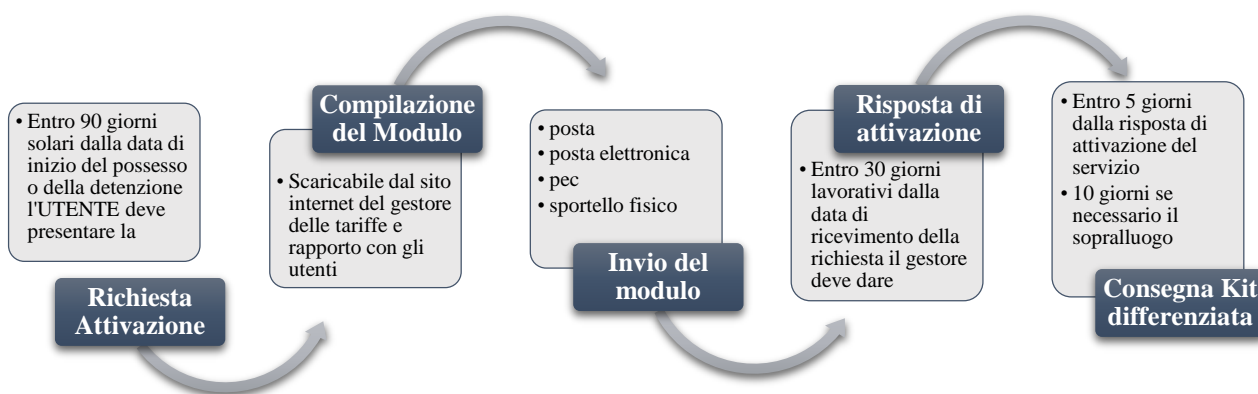 • Entro 90 giorni
solari dalla data di
inizio del possesso
o della detenzione
l'UTENTE deve
presentare la
Richiesta
Attivazione
Compilazione
del Modulo
• Scaricabile dal sito
internet del gestore
delle tariffe e
rapporto con gli
utenti
• posta
• posta elettronica
• pec
• sportello fisico
Invio del
modulo
Risposta di
attivazione
• Entro 30 giorni
lavorativi dalla
data di
ricevimento della
richiesta il gestore
deve dare
• Entro 5 giorni
dalla risposta di
attivazione del
servizio
• 10 giorni se
necessario il
sopralluogo
Consegna Kit
differenziata